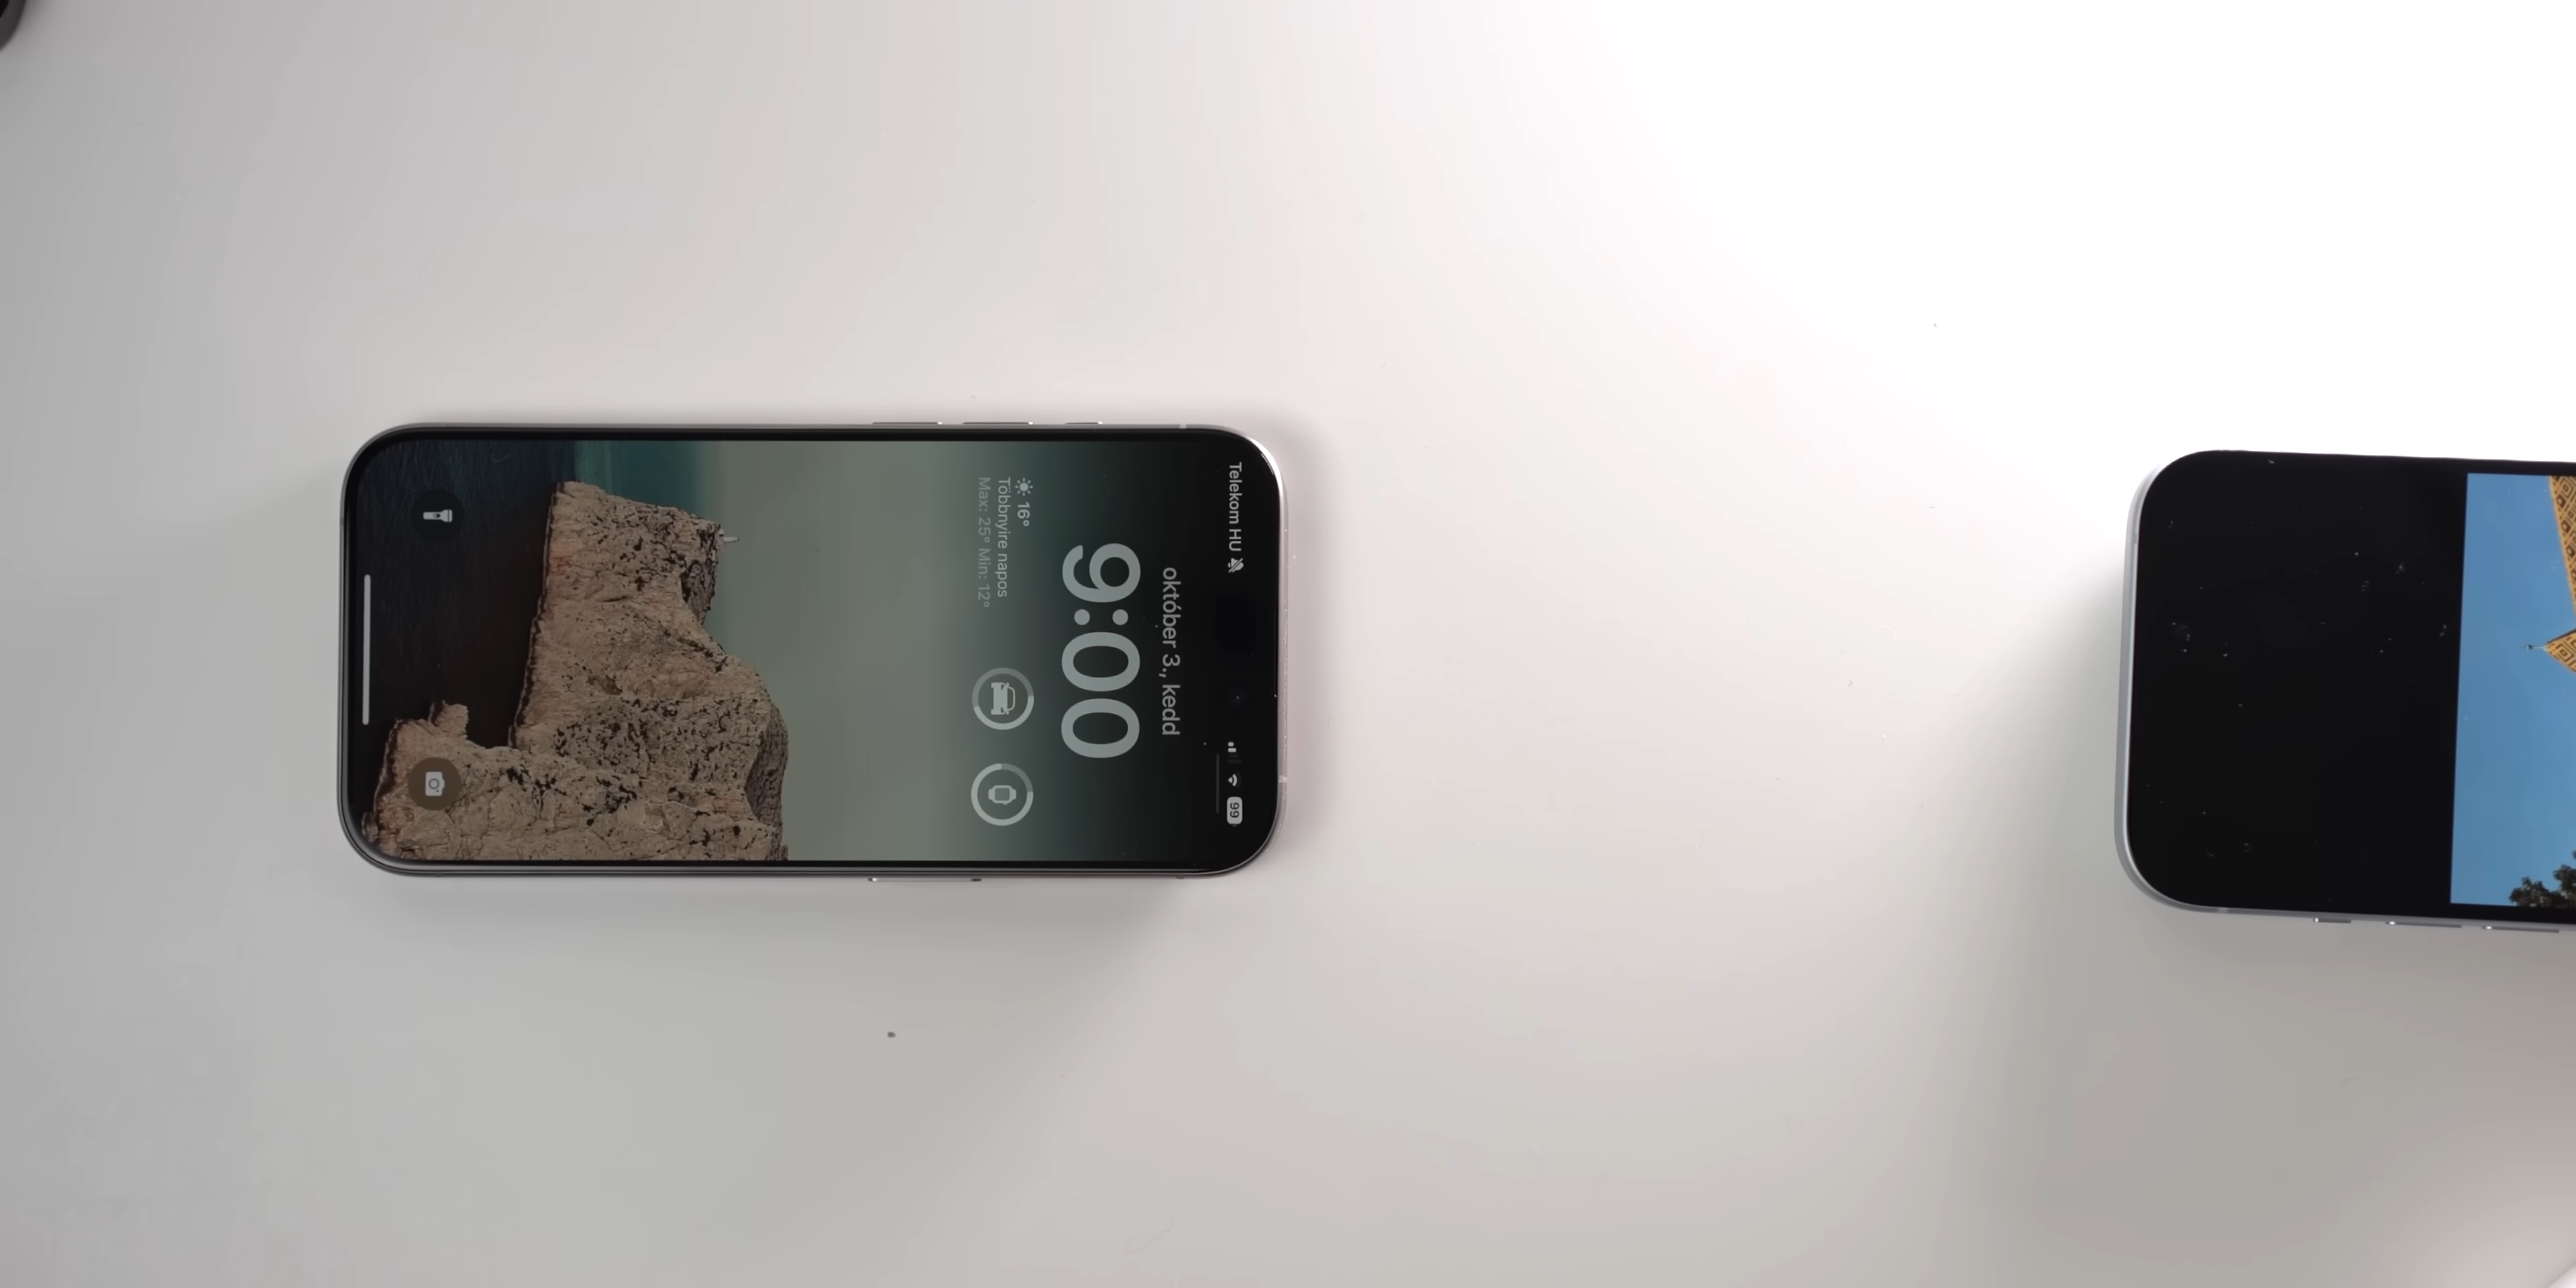 Telekom HU
99
október 3., kedd
9:00
16°
Többnyire napos
Max: 25° Min: 12°